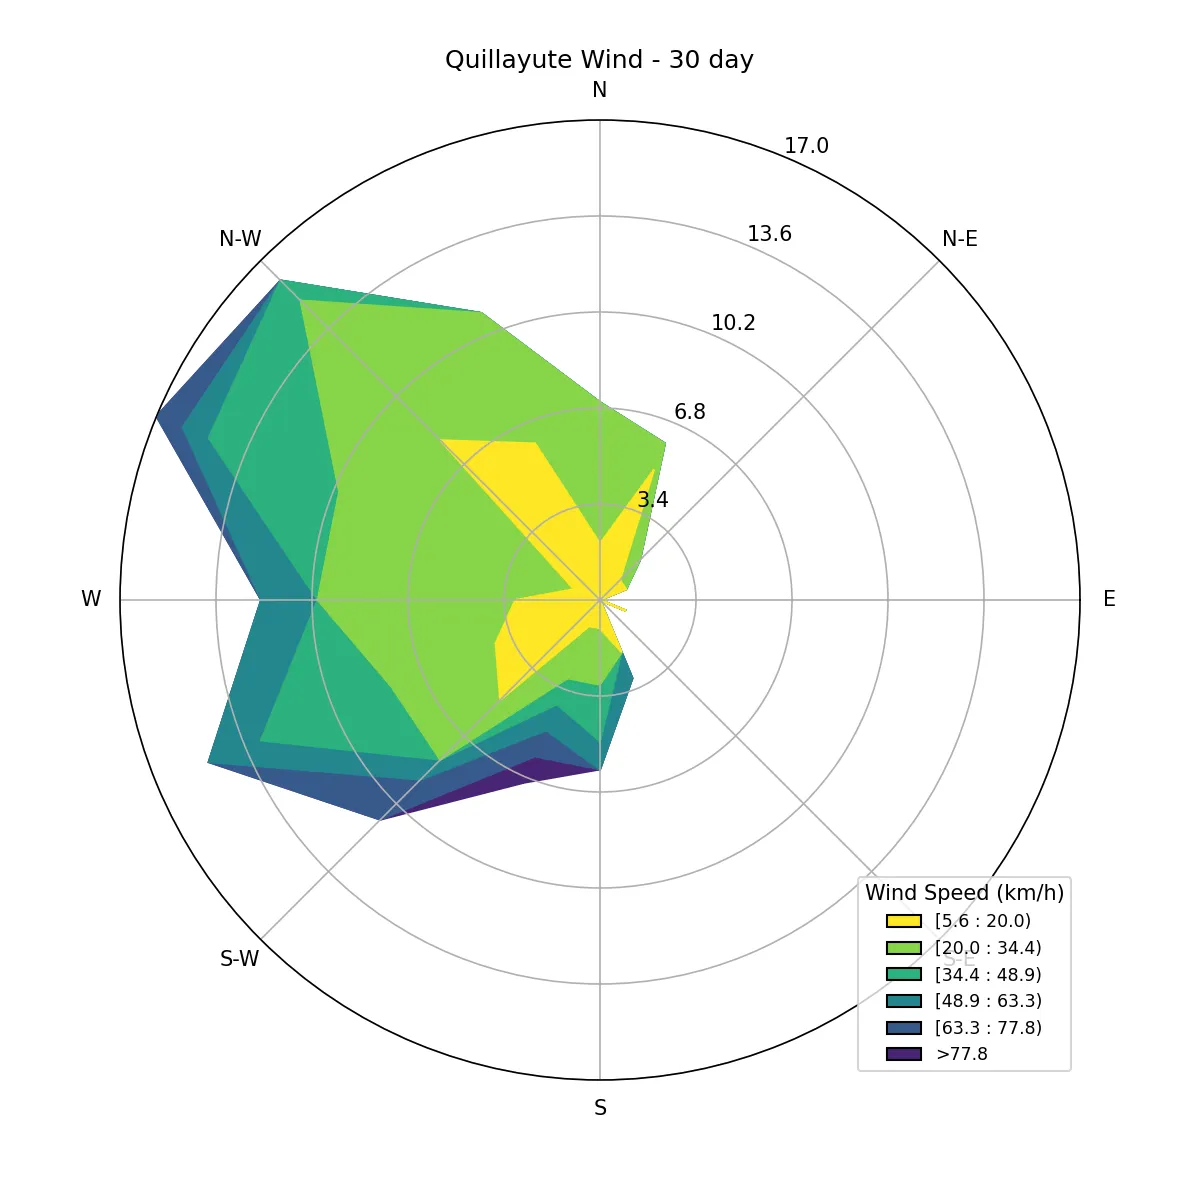 Quillayute Wind - 30 day
N
17.0
13.6
N-W
N-E
10.2
6.8
3.4
W
E
Wind Speed (km/h)
[5.6 : 20.0)
[20.0 : 34.4)
S-W
S-E
[34.4 : 48.9)
[48.9 : 63.3)
[63.3 : 77.8)
>77.8
S